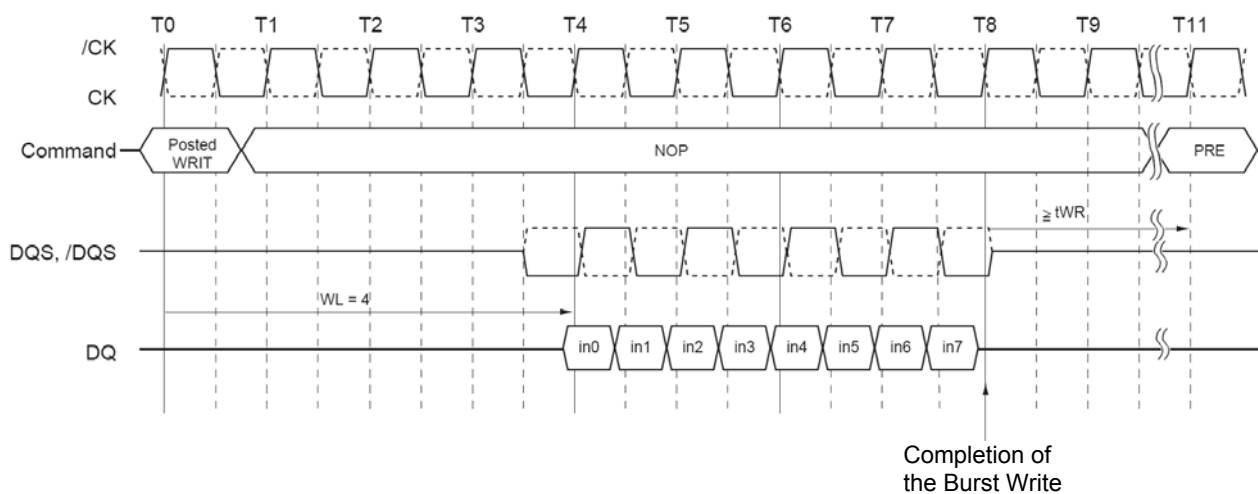 T0 T1 T2 T3 T4 T5 T6 T7 T8 T9 T11
/CK
CK
Command
Posted
WRIT
NOP
PRE
≧ tWR
DQS, /DQS
WL = 4
DQ
in0 in1 in2 in3 in4 in5 in6 in7
Completion of
the Burst Write